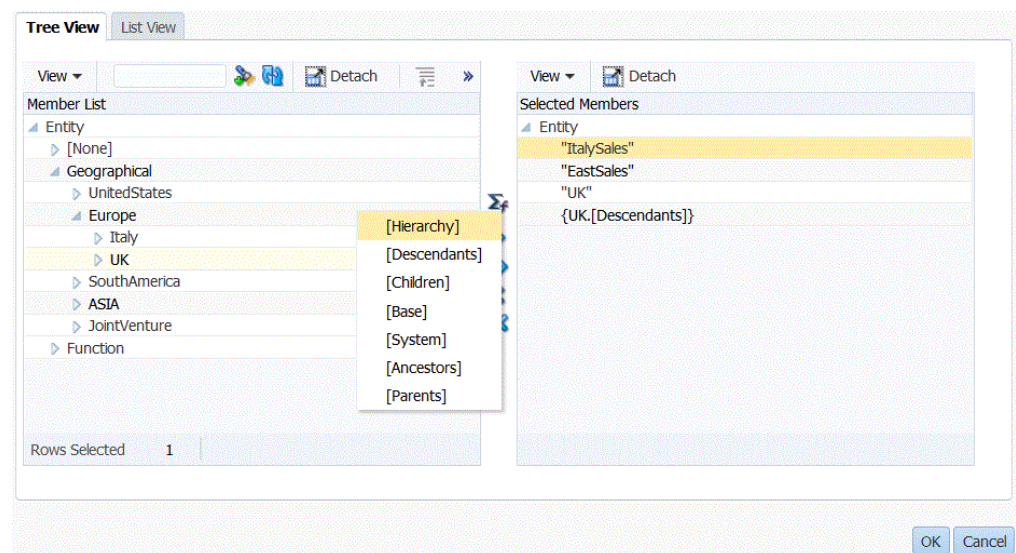 Tree View List View
View Detach »
Member List
Entity
[None]
Geographical
UnitedStates
Europe
Italy
UK
SouthAmerica
ASIA
JointVenture
Function
Rows Selected 1
[Hierarchy]
[Descendants]
[Children]
[Base]
[System]
[Ancestors]
[Parents]
View Detach
Selected Members
Entity
"ItalySales"
"EastSales"
"UK"
{UK.[Descendants]}
OK Cancel